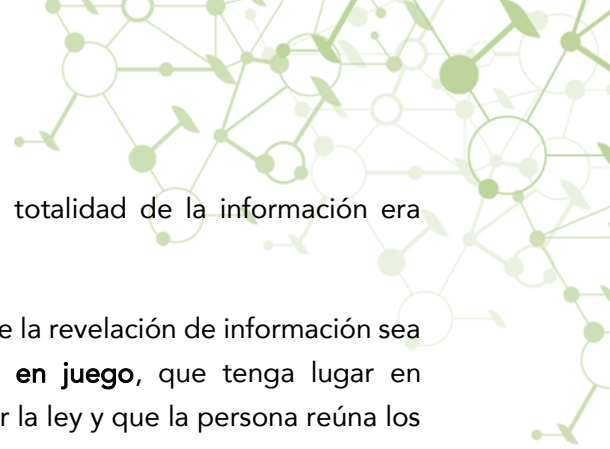 totalidad de la información era
e la revelación de información sea
en juego, que tenga lugar en
r la ley y que la persona reúna los